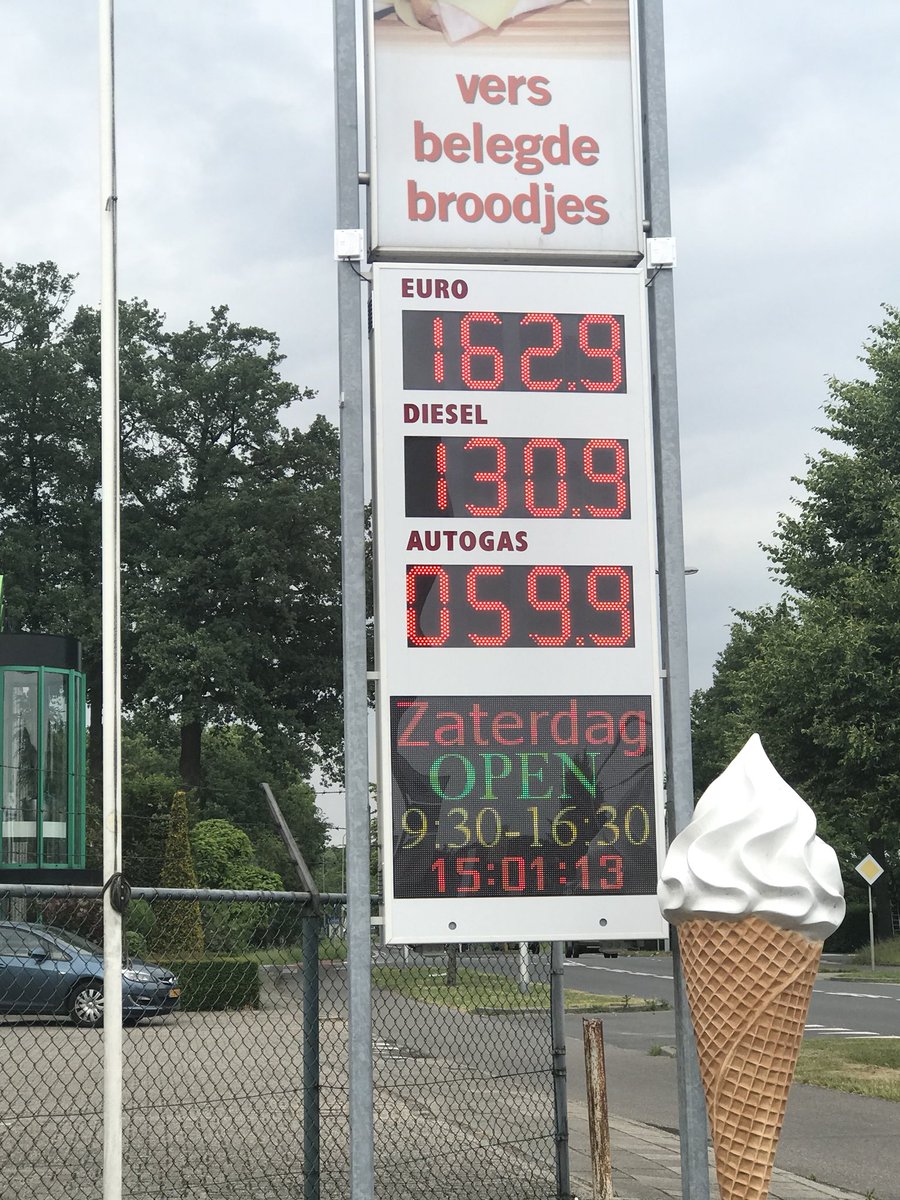 vers
belegde
broodjes
EURO
162.9
DIESEL
130.9
AUTOGAS
059.9
Zaterdag
OPEN
9:30-16:30
15:01:13